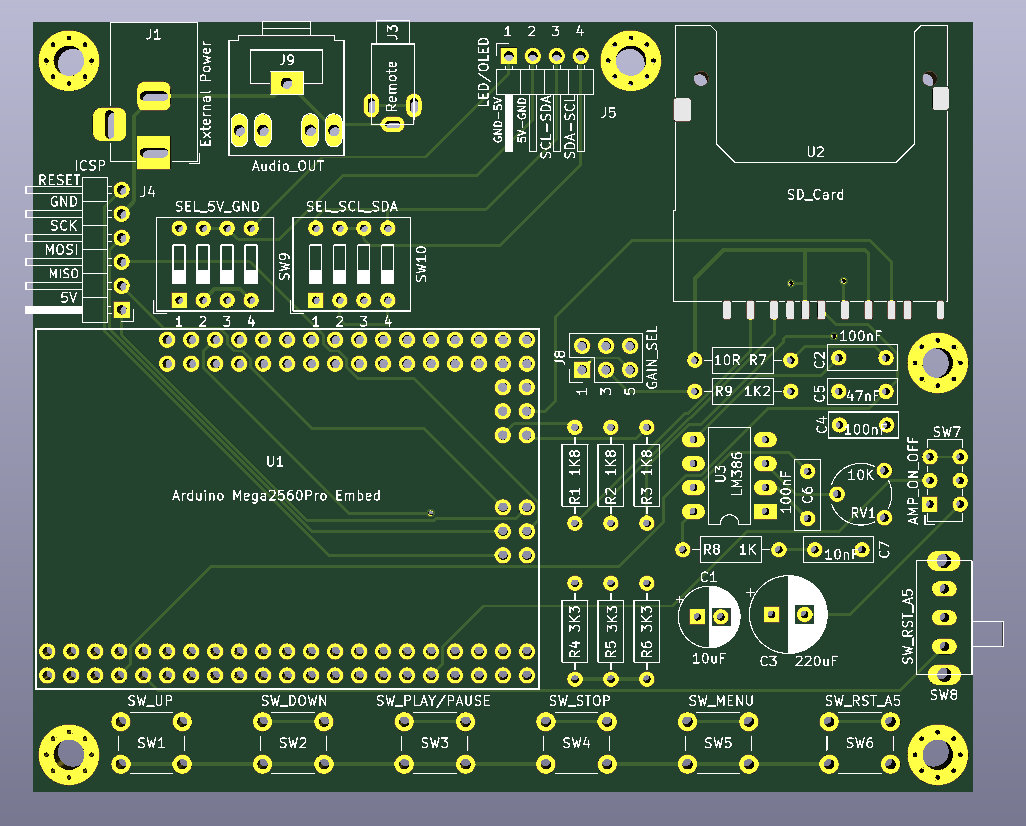 J1
External Power
J9
Audio_OUT
J3
Remote
1 2 3 4
LED/OLED
GND-5V
5V-GND
SCL-SDA
SDA-SCL
J5
U2
SD_Card
ICSP
J4
RESET
GND
SCK
MOSI
MISO
5V
SEL_5V_GND
SW9
1 2 3 4
SEL_SCL_SDA
SW10
1 2 3 4
U1
Arduino Mega2560Pro Embed
J8
GAIN_SEL
1 3 5
10R R7
R9 1K2
100nF
C2
C5
47nF
C4
100nF
R1 1K8
R2 1K8
R3 1K8
U3
LM386
100nF
C6
10K
RV1
SW7
AMP_ON_OFF
R8 1K
10nF
C7
R4 3K3
R5 3K3
R6 3K3
C1
+
10uF
+
C3 220uF
SW_RST_A5
SW8
SW_UP
SW1
SW_DOWN
SW2
SW_PLAY/PAUSE
SW3
SW_STOP
SW4
SW_MENU
SW5
SW_RST_A5
SW6